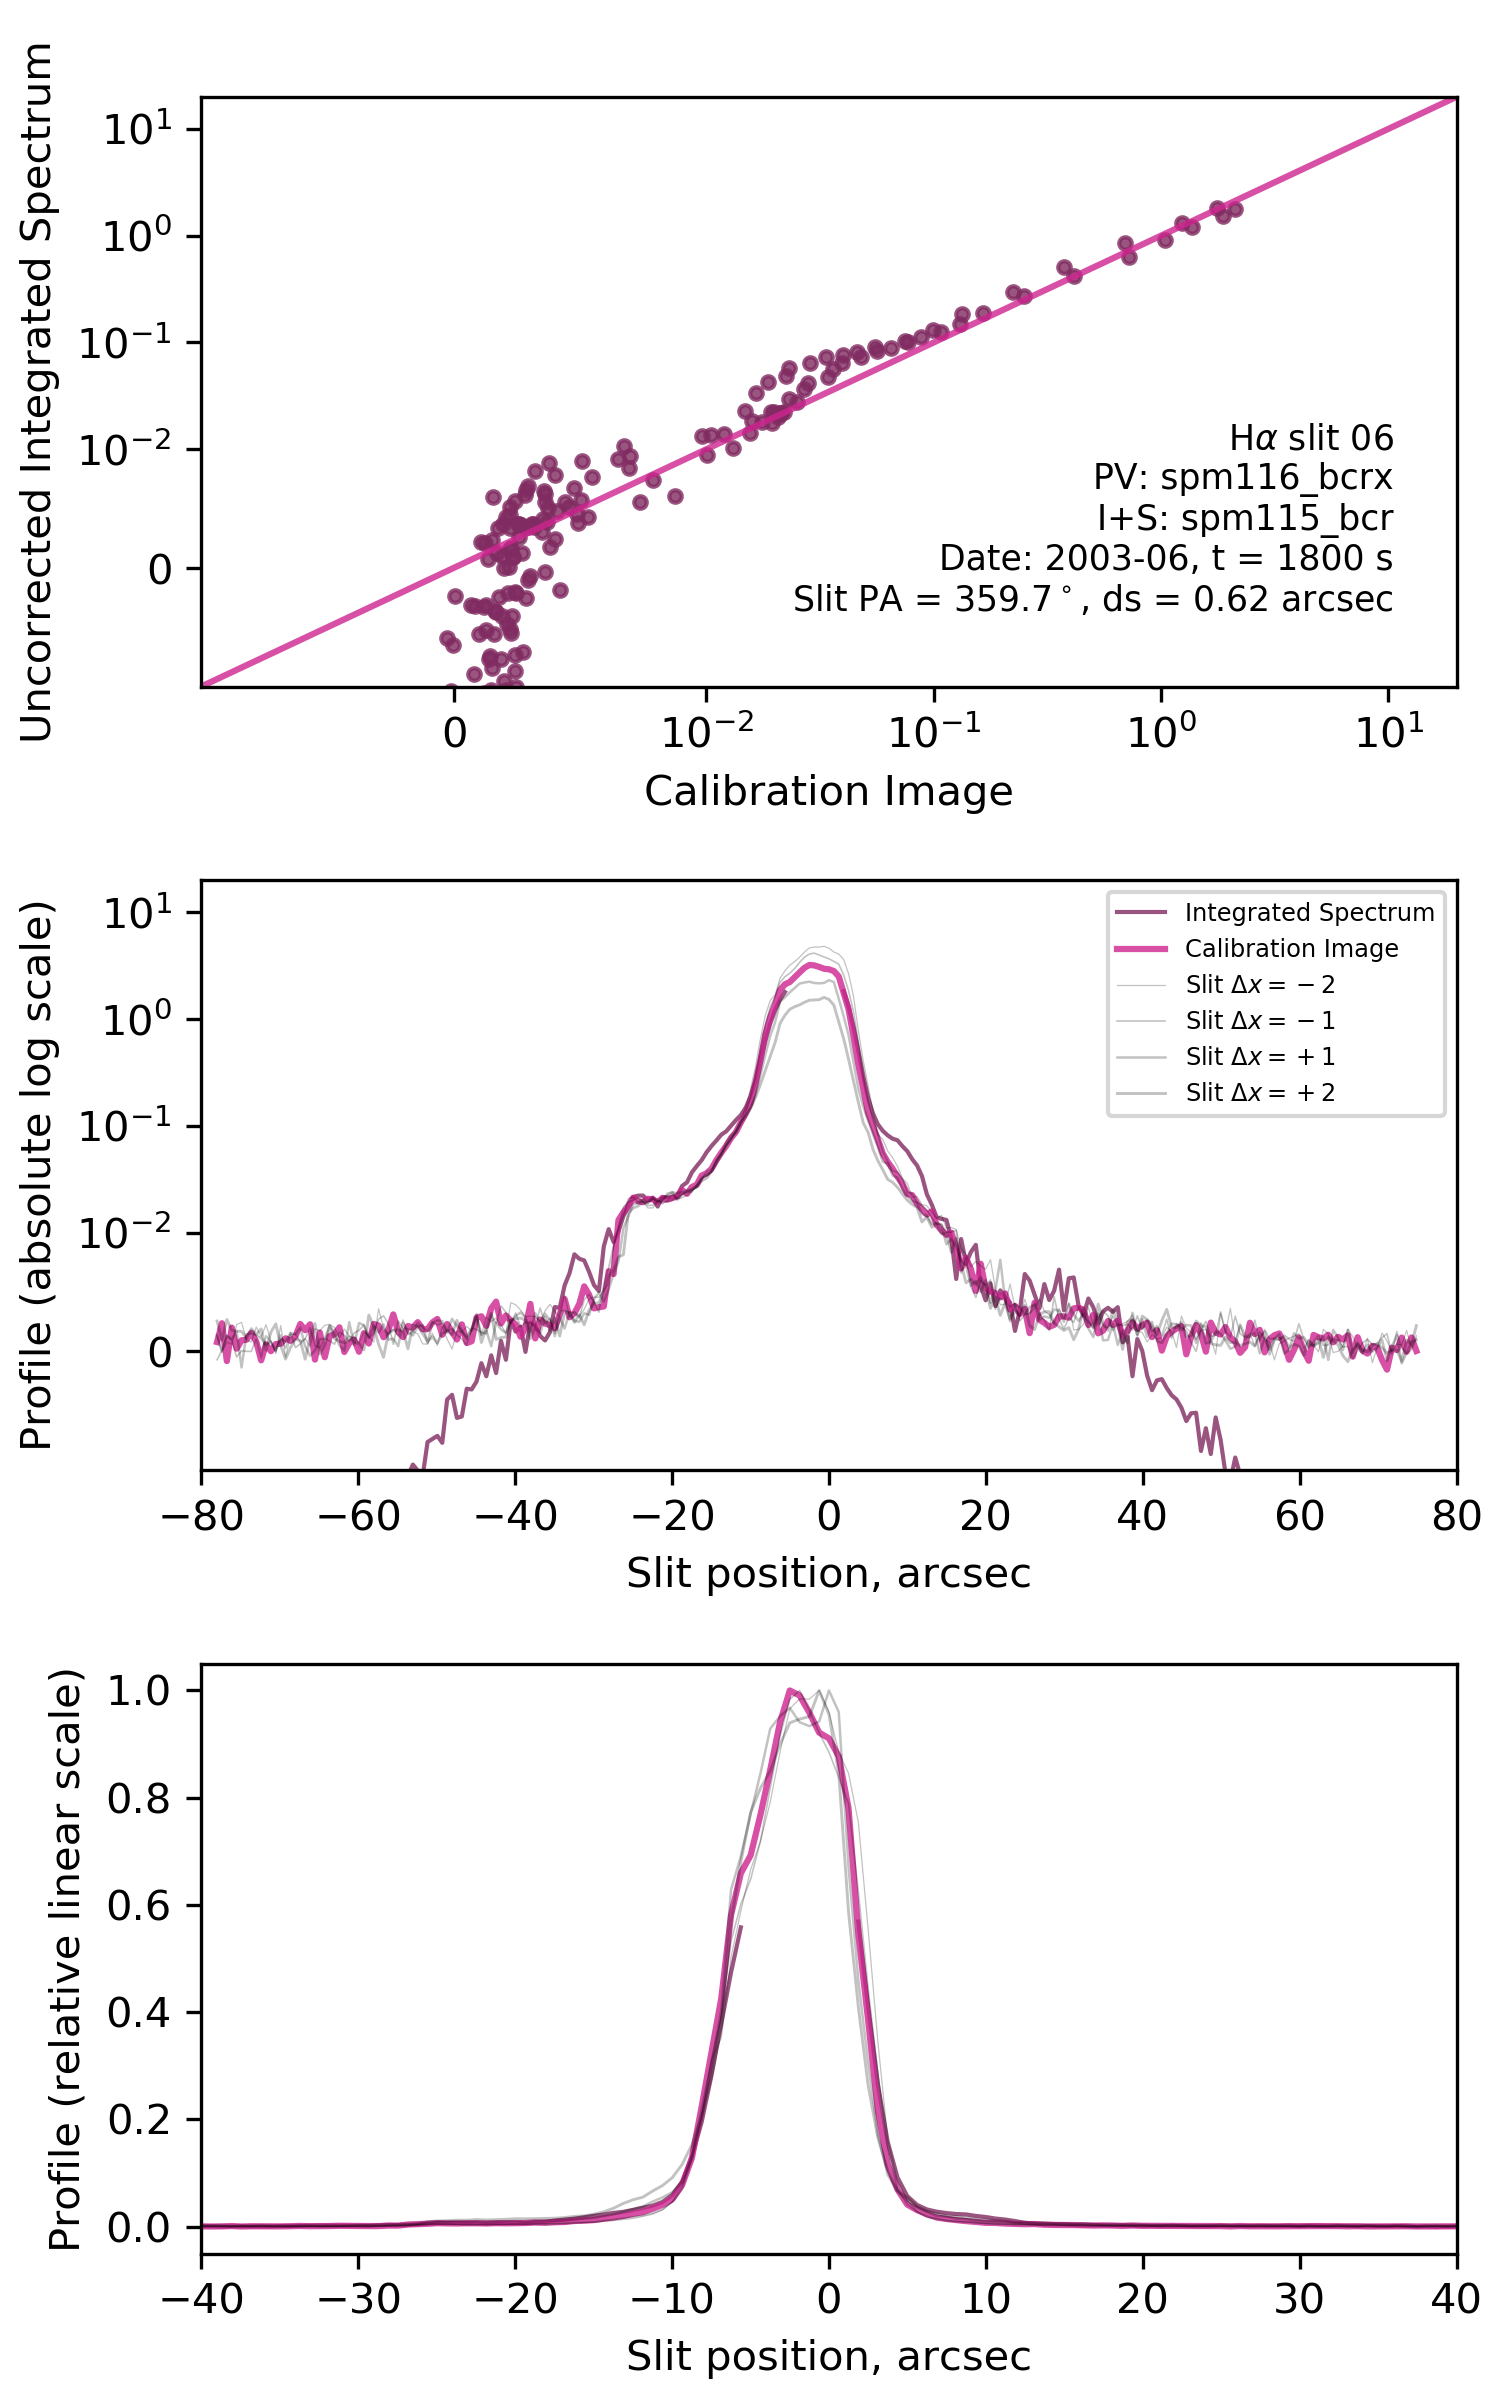 Uncorrected Integrated Spectrum
10¹
10⁰
10⁻¹
10⁻²
0
Hα slit 06
PV: spm116_bcrx
I+S: spm115_bcr
Date: 2003-06, t = 1800 s
Slit PA = 359.7°, ds = 0.62 arcsec
0 10⁻² 10⁻¹ 10⁰ 10¹
Calibration Image
Profile (absolute log scale)
10¹
10⁰
10⁻¹
10⁻²
0
Integrated Spectrum
Calibration Image
Slit Δx = −2
Slit Δx = −1
Slit Δx = +1
Slit Δx = +2
−80 −60 −40 −20 0 20 40 60 80
Slit position, arcsec
Profile (relative linear scale)
1.0
0.8
0.6
0.4
0.2
0.0
−40 −30 −20 −10 0 10 20 30 40
Slit position, arcsec